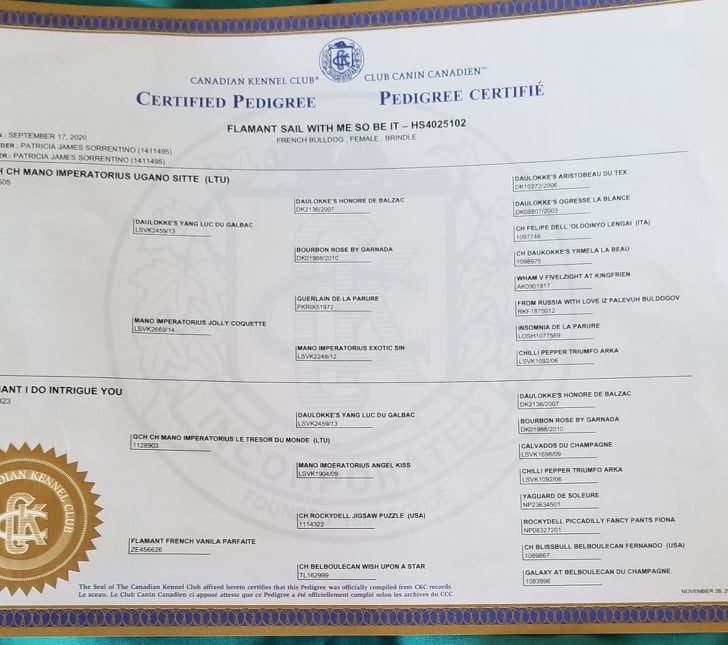 CANADIAN KENNEL CLUB® CLUB CANIN CANADIEN
CERTIFIED PEDIGREE PEDIGREE CERTIFIÉ
FLAMANT SAIL WITH ME SO BE IT – HS4025102
FRENCH BULLDOG , FEMALE , BRINDLE
: SEPTEMBER 17, 2020
DER : PATRICIA JAMES SORRENTINO (1411495)
ER : PATRICIA JAMES SORRENTINO (1411495)
H CH MANO IMPERATORIUS UGANO SITTE (LTU)
505
DAULOKKE'S YANG LUC DU GALBAC
LSVK2459/13
MANO IMPERATORIUS JOLLY COQUETTE
LSVK2669/14
DAULOKKE'S HONORE DE BALZAC
DK2136/2007
BOURBON ROSE BY GARNADA
DK01988/2010
GUERLAIN DE LA PARURE
PKRIX51972
MANO IMPERATORIUS EXOTIC SIN
LSVK2248/12
DAULOKKE'S ARISTOBEAU DU TEX
DK10272/2006
DAULOKKE'S OGRESSE LA BLANCE
DK08607/2003
CH FELIPE DELL 'OLDOINYO LENGAI (ITA)
1097746
CH DAUKOKKE'S YRMELA LA BEAU
1098975
WHAM V FIVELZIGHT AT KINGFRIEN
AK0901817
FROM RUSSIA WITH LOVE IZ PALEVUH BULDOGOV
RKF1875012
INSOMNIA DE LA PARURE
LOSH1077569
CHILLI PEPPER TRIUMFO ARKA
LSVK1092/06
ANT I DO INTRIGUE YOU
323
GCH CH MANO IMPERATORIUS LE TRESOR DU MONDE (LTU)
1128903
FLAMANT FRENCH VANILA PARFAITE
ZE456626
DAULOKKE'S YANG LUC DU GALBAC
LSVK2459/13
MANO IMOERATORIUS ANGEL KISS
LSVK1904/09
CH ROCKYDELL JIGSAW PUZZLE (USA)
1114322
CH BELBOULECAN WISH UPON A STAR
TL162999
DAULOKKE'S HONORE DE BALZAC
DK2136/2007
BOURBON ROSE BY GARNADA
DK01988/2010
CALVADOS DU CHAMPAGNE
LSVK1698/09
CHILLI PEPPER TRIUMFO ARKA
LSVK1092/06
YAGUARD DE SOLEURE
NP23634501
ROCKYDELL PICCADILLY FANCY PANTS FIONA
NP08327201
CH BLISSBULL BELBOULECAN FERNANDO (USA)
1089867
GALAXY AT BELBOULECAN DU CHAMPAGNE
1083996
DIAN KENNEL CLUB
CKC
The Seal of The Canadian Kennel Club affixed hereto certifies that this Pedigree was officially compiled from CKC records.
Le sceau, Le Club Canin Canadien ci-apposé atteste que ce Pedigree a été officiellement compilé selon les archives du CCC.
NOVEMBER 28, 2